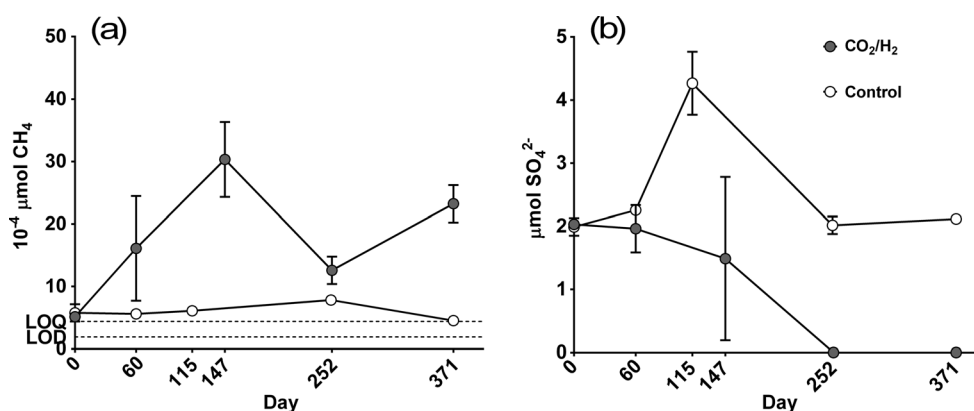 (a)
50
40
30
20
10
0
LOQ
LOD
10⁻⁴ μmol CH₄
0 60 115 147 252 371
Day
(b)
5
4
3
2
1
0
μmol SO₄²⁻
CO₂/H₂
Control
0 60 115 147 252 371
Day